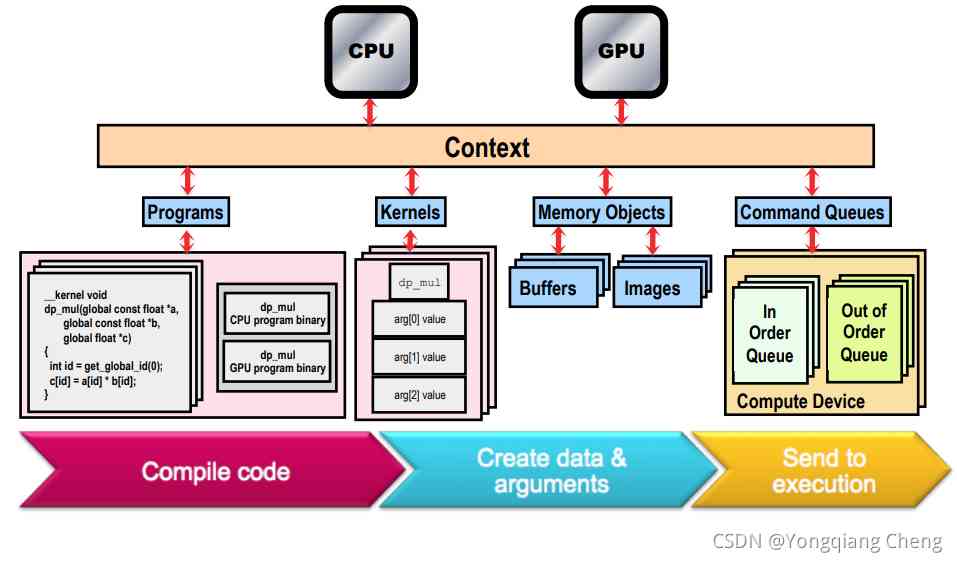 CPU
GPU
Context
Programs
Kernels
Memory Objects
Command Queues
__kernel void
dp_mul(global const float *a,
global const float *b,
global float *c)
{
int id = get_global_id(0);
c[id] = a[id] * b[id];
}
dp_mul
CPU program binary
dp_mul
GPU program binary
dp_mul
arg[0] value
arg[1] value
arg[2] value
Buffers
Images
In
Order
Queue
Out of
Order
Queue
Compute Device
Compile code
Create data &
arguments
Send to
execution
CSDN @Yongqiang Cheng